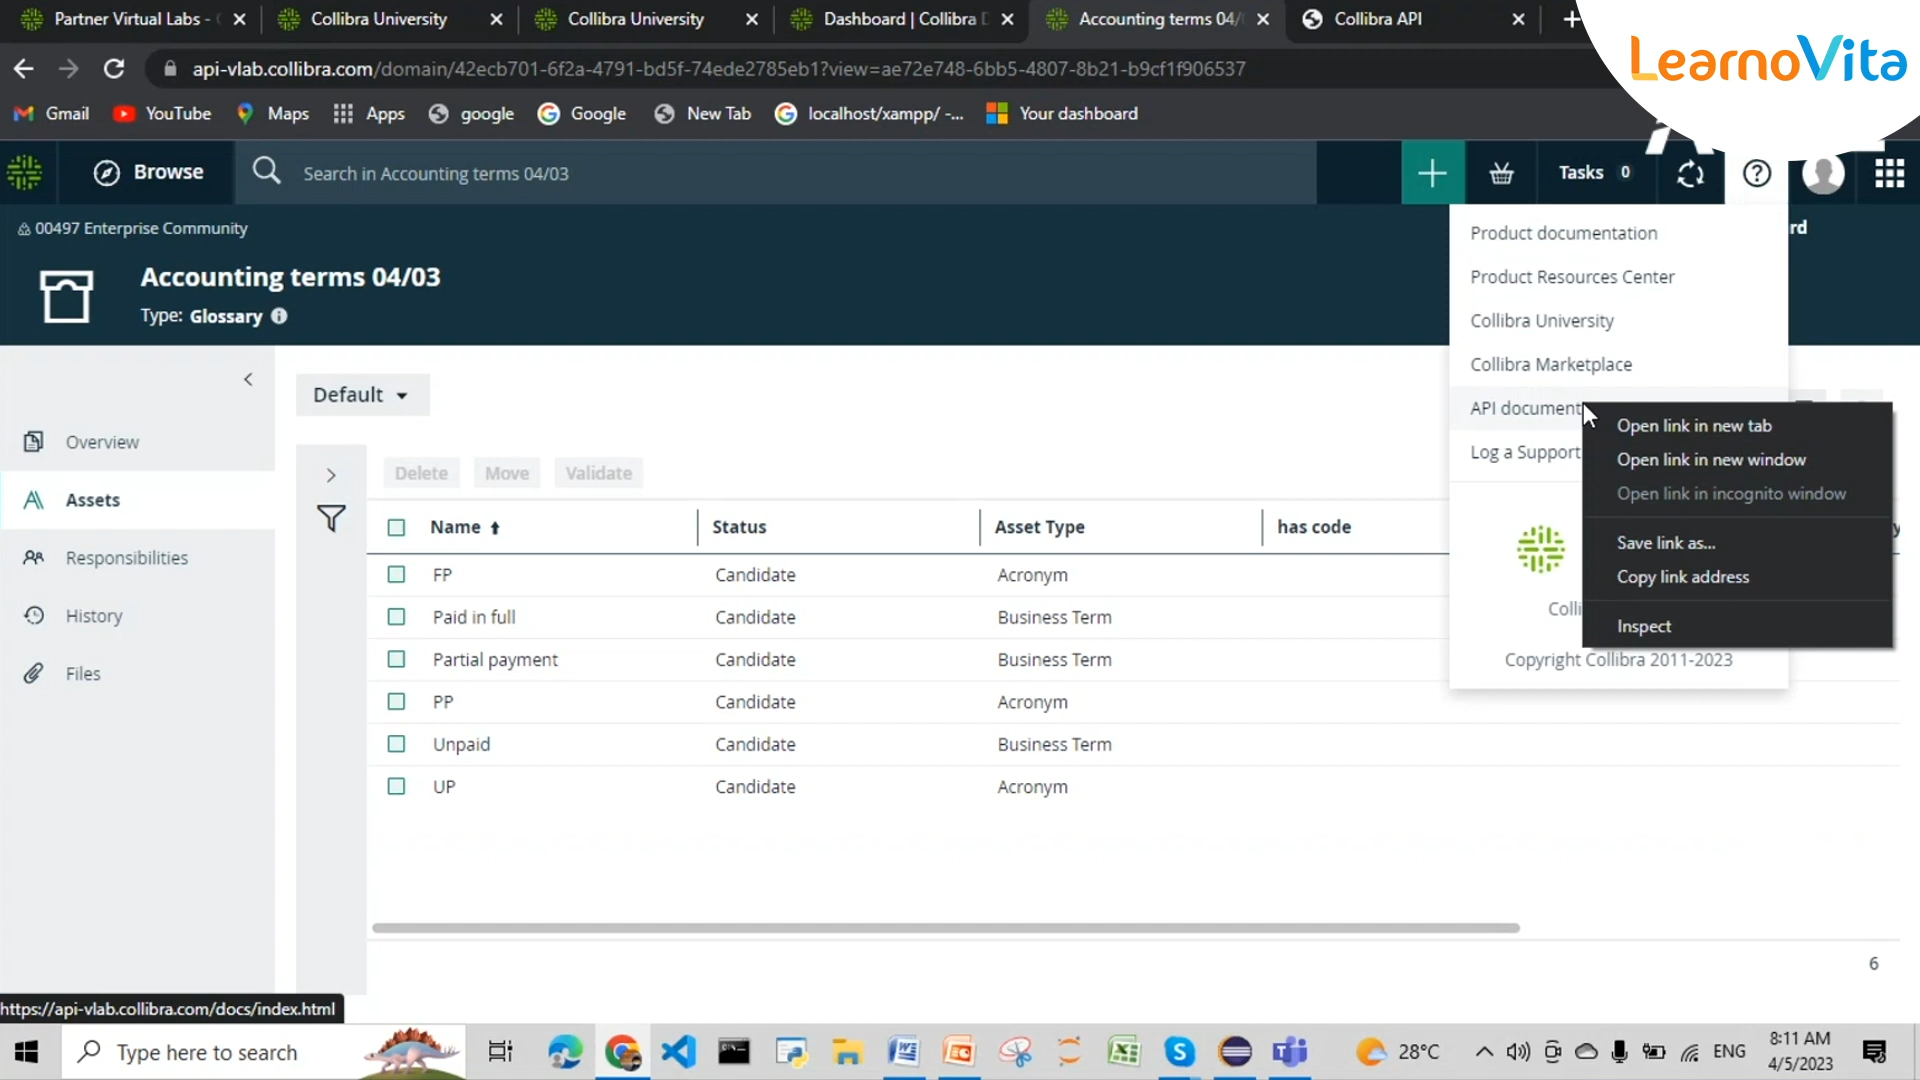 Partner Virtual Labs -
Collibra University
Collibra University
Dashboard | Collibra D
Accounting terms 04/
Collibra API
LearnoVita
api-vlab.collibra.com/domain/42ecb701-6f2a-4791-bd5f-74ede2785eb1?view=ae72e748-6bb5-4807-8b21-b9cf1f906537
Gmail
YouTube
Maps
Apps
google
Google
New Tab
localhost/xampp/ -...
Your dashboard
Browse
Search in Accounting terms 04/03
Tasks 0
00497 Enterprise Community
rd
Accounting terms 04/03
Type: Glossary
Product documentation
Product Resources Center
Collibra University
Collibra Marketplace
API document
Log a Support
Colli
Copyright Collibra 2011-2023
Open link in new tab
Open link in new window
Open link in incognito window
Save link as...
Copy link address
Inspect
Overview
Assets
Responsibilities
History
Files
Default
Delete Move Validate
Name Status Asset Type has code
FP Candidate Acronym
Paid in full Candidate Business Term
Partial payment Candidate Business Term
PP Candidate Acronym
Unpaid Candidate Business Term
UP Candidate Acronym
6
https://api-vlab.collibra.com/docs/index.html
Type here to search
28°C
ENG
8:11 AM
4/5/2023